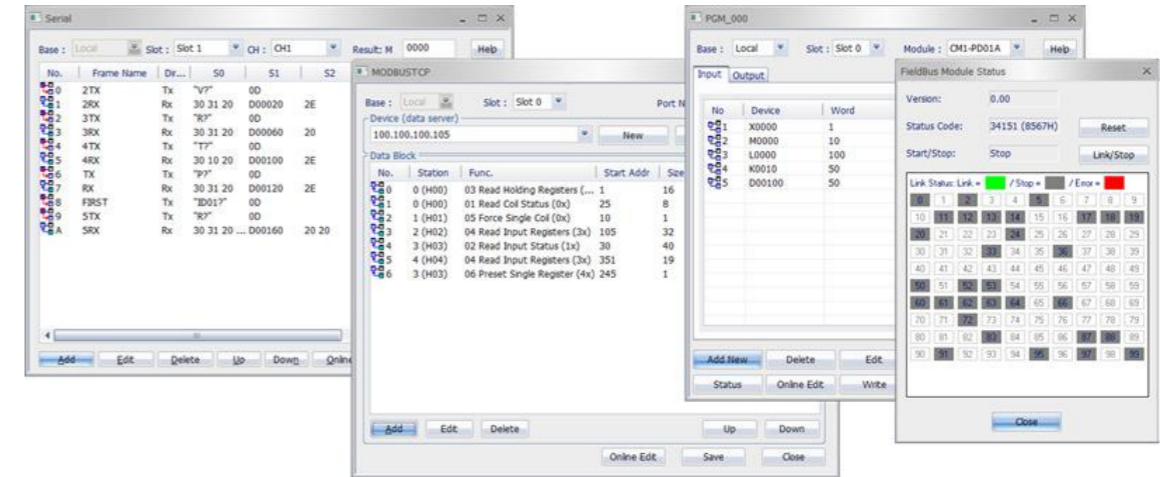 Serial
Base : Local Slot : Slot 1 CH : CH1 Result: M 0000 Help
No. Frame Name Dir... S0 S1 S2
0 2TX Tx "V?" 0D
1 2RX Rx 30 31 20 D00020 2E
2 3TX Tx "R?" 0D
3 3RX Rx 30 31 20 D00060 20
4 4TX Tx "T?" 0D
5 4RX Rx 30 10 20 D00100 2E
6 TX Tx "P?" 0D
7 RX Rx 30 31 20 D00120 2E
8 FIRST Tx "ID01?" 0D
9 5TX Tx "R?" 0D
A 5RX Rx 30 31 20 ... D00160 20 20
Add Edit Delete Up Down Online
MODBUSTCP
Base : Local Slot : Slot 0 Port N
Device (data server)
100.100.100.105 New
Data Block
No. Station Func. Start Addr Size
0 0 (H00) 03 Read Holding Registers (... 1 16
1 0 (H00) 01 Read Coil Status (0x) 25 8
2 1 (H01) 05 Force Single Coil (0x) 10 1
3 2 (H02) 04 Read Input Registers (3x) 105 32
4 3 (H03) 02 Read Input Status (1x) 30 40
5 4 (H04) 04 Read Input Registers (3x) 351 19
6 3 (H03) 06 Preset Single Register (4x) 245 1
Add Edit Delete Up Down
Online Edit Save Close
PGM_000
Base : Local Slot : Slot 0 Module : CM1-PD01A Help
Input Output
No Device Word
1 X0000 1
2 M0000 10
3 L0000 100
4 K0010 50
5 D00100 50
Add New Delete Edit
Status Online Edit Write
FieldBus Module Status
Version: 0.00
Status Code: 34151 (8567H) Reset
Start/Stop: Stop Link/Stop
Link Status: Link = / Stop = / Error =
0 1 2 3 4 5 6 7 8 9
10 11 12 13 14 15 16 17 18 19
20 21 22 23 24 25 26 27 28 29
30 31 32 33 34 35 36 37 38 39
40 41 42 43 44 45 46 47 48 49
50 51 52 53 54 55 56 57 58 59
60 61 62 63 64 65 66 67 68 69
70 71 72 73 74 75 76 77 78 79
80 81 82 83 84 85 86 87 88 89
90 91 92 93 94 95 96 97 98 99
Close